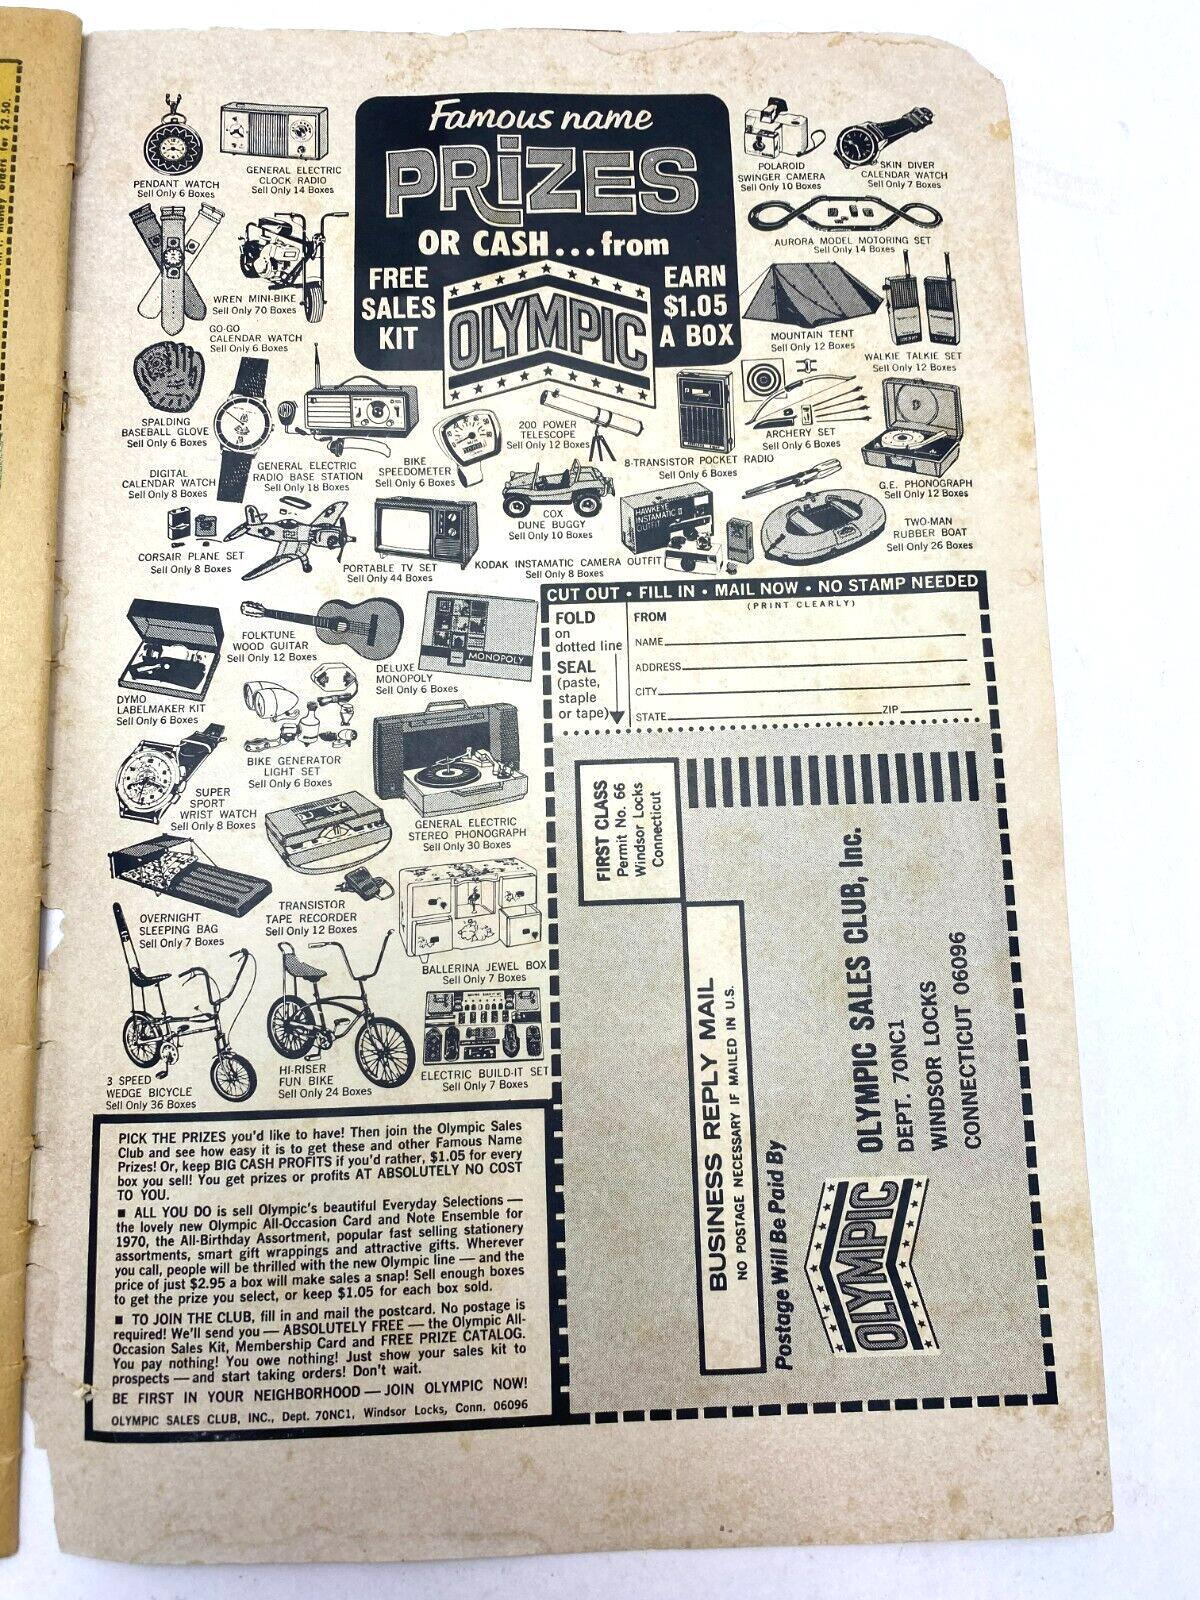 Famous name
PRiZES
OR CASH...from
FREE
SALES
KIT
OLYMPIC
EARN
$1.05
A BOX
PENDANT WATCH
Sell Only 6 Boxes
GENERAL ELECTRIC
CLOCK RADIO
Sell Only 14 Boxes
POLAROID
SWINGER CAMERA
Sell Only 10 Boxes
SKIN DIVER
CALENDAR WATCH
Sell Only 7 Boxes
AURORA MODEL MOTORING SET
Sell Only 14 Boxes
WREN MINI-BIKE
Sell Only 70 Boxes
GO-GO
CALENDAR WATCH
Sell Only 6 Boxes
MOUNTAIN TENT
Sell Only 12 Boxes
WALKIE TALKIE SET
Sell Only 12 Boxes
SPALDING
BASEBALL GLOVE
Sell Only 6 Boxes
DIGITAL
CALENDAR WATCH
Sell Only 8 Boxes
GENERAL ELECTRIC
RADIO BASE STATION
Sell Only 18 Boxes
BIKE
SPEEDOMETER
Sell Only 6 Boxes
200 POWER
TELESCOPE
Sell Only 12 Boxes
8-TRANSISTOR POCKET RADIO
Sell Only 6 Boxes
ARCHERY SET
Sell Only 6 Boxes
G.E. PHONOGRAPH
Sell Only 12 Boxes
CORSAIR PLANE SET
Sell Only 8 Boxes
PORTABLE TV SET
Sell Only 44 Boxes
COX
DUNE BUGGY
Sell Only 10 Boxes
HAWKEYE
INSTAMATIC II
OUTFIT
KODAK INSTAMATIC CAMERA OUTFIT
Sell Only 8 Boxes
TWO-MAN
RUBBER BOAT
Sell Only 26 Boxes
DYMO
LABELMAKER KIT
Sell Only 6 Boxes
FOLKTUNE
WOOD GUITAR
Sell Only 12 Boxes
MONOPOLY
DELUXE
MONOPOLY
Sell Only 6 Boxes
BIKE GENERATOR
LIGHT SET
Sell Only 6 Boxes
SUPER
SPORT
WRIST WATCH
Sell Only 8 Boxes
GENERAL ELECTRIC
STEREO PHONOGRAPH
Sell Only 30 Boxes
OVERNIGHT
SLEEPING BAG
Sell Only 7 Boxes
TRANSISTOR
TAPE RECORDER
Sell Only 12 Boxes
BALLERINA JEWEL BOX
Sell Only 7 Boxes
3 SPEED
WEDGE BICYCLE
Sell Only 36 Boxes
HI-RISER
FUN BIKE
Sell Only 24 Boxes
ELECTRIC BUILD-IT SET
Sell Only 7 Boxes
CUT OUT • FILL IN • MAIL NOW • NO STAMP NEEDED
(PRINT CLEARLY)
FOLD
on
dotted line
SEAL
(paste,
staple
or tape)
FROM
NAME
ADDRESS
CITY
STATE ZIP
FIRST CLASS
Permit No. 66
Windsor Locks
Connecticut
BUSINESS REPLY MAIL
NO POSTAGE NECESSARY IF MAILED IN U.S.
Postage Will Be Paid By
OLYMPIC
OLYMPIC SALES CLUB, Inc.
DEPT. 70NC1
WINDSOR LOCKS
CONNECTICUT 06096
PICK THE PRIZES you'd like to have! Then join the Olympic Sales
Club and see how easy it is to get these and other Famous Name
Prizes! Or, keep BIG CASH PROFITS if you'd rather, $1.05 for every
box you sell! You get prizes or profits AT ABSOLUTELY NO COST
TO YOU.
■ ALL YOU DO is sell Olympic's beautiful Everyday Selections —
the lovely new Olympic All-Occasion Card and Note Ensemble for
1970, the All-Birthday Assortment, popular fast selling stationery
assortments, smart gift wrappings and attractive gifts. Wherever
you call, people will be thrilled with the new Olympic line — and the
price of just $2.95 a box will make sales a snap! Sell enough boxes
to get the prize you select, or keep $1.05 for each box sold.
■ TO JOIN THE CLUB, fill in and mail the postcard. No postage is
required! We'll send you — ABSOLUTELY FREE — the Olympic All-
Occasion Sales Kit, Membership Card and FREE PRIZE CATALOG.
You pay nothing! You owe nothing! Just show your sales kit to
prospects — and start taking orders! Don't wait.
BE FIRST IN YOUR NEIGHBORHOOD — JOIN OLYMPIC NOW!
OLYMPIC SALES CLUB, INC., Dept. 70NC1, Windsor Locks, Conn. 06096
orders for $2.50.